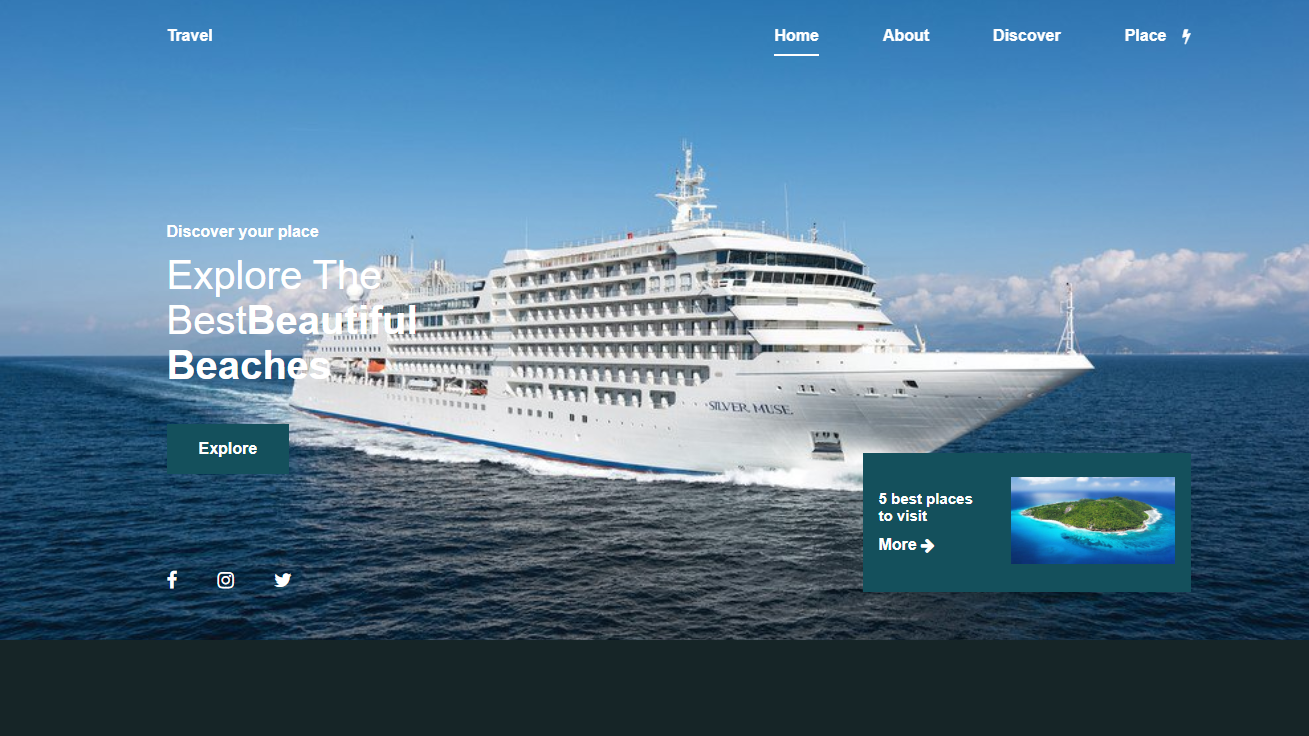 Travel Home About Discover Place
Discover your place
Explore The
BestBeautiful
Beaches
SILVER MUSE
Explore
5 best places
to visit
More